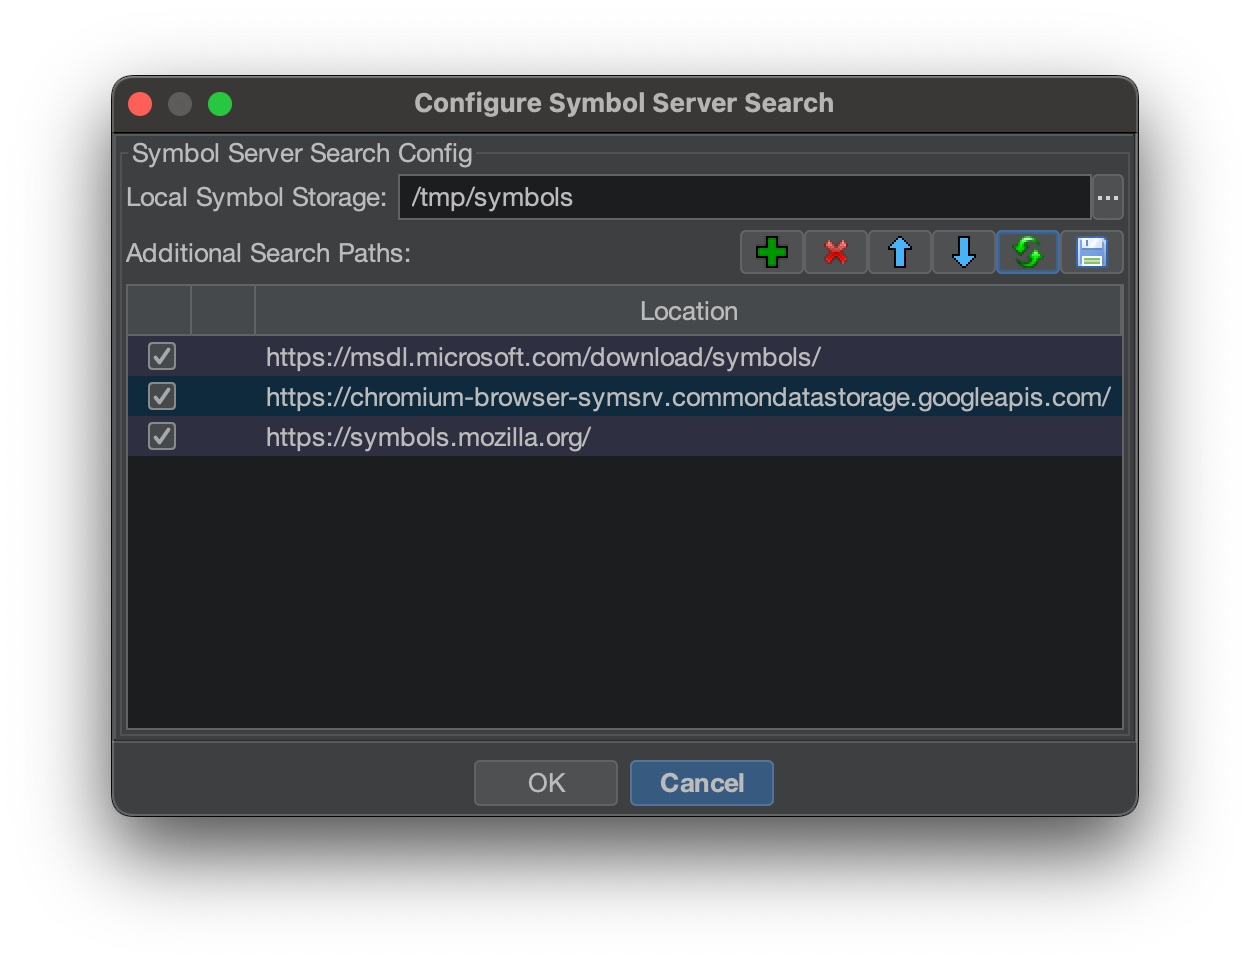 Configure Symbol Server Search
Symbol Server Search Config
Local Symbol Storage: /tmp/symbols ...
Additional Search Paths:
Location
https://msdl.microsoft.com/download/symbols/
https://chromium-browser-symsrv.commondatastorage.googleapis.com/
https://symbols.mozilla.org/
OK Cancel